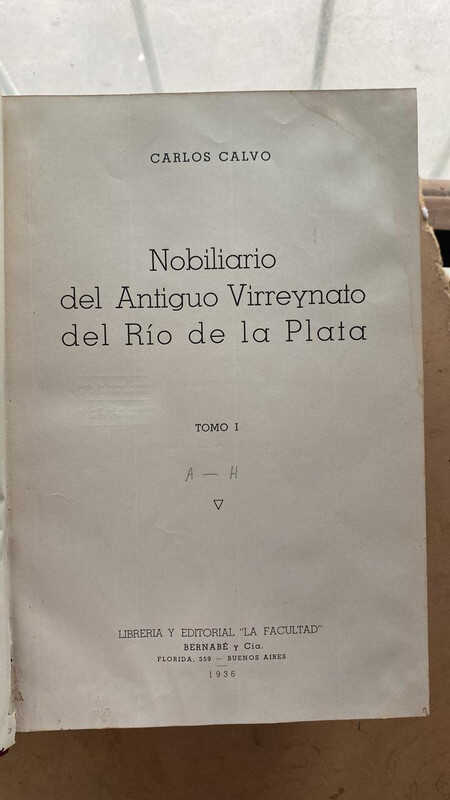 CARLOS CALVO
Nobiliario
del Antiguo Virreynato
del Río de la Plata
TOMO I
A — H
LIBRERIA Y EDITORIAL "LA FACULTAD"
BERNABÉ y Cia.
FLORIDA, 359 — BUENOS AIRES
1936